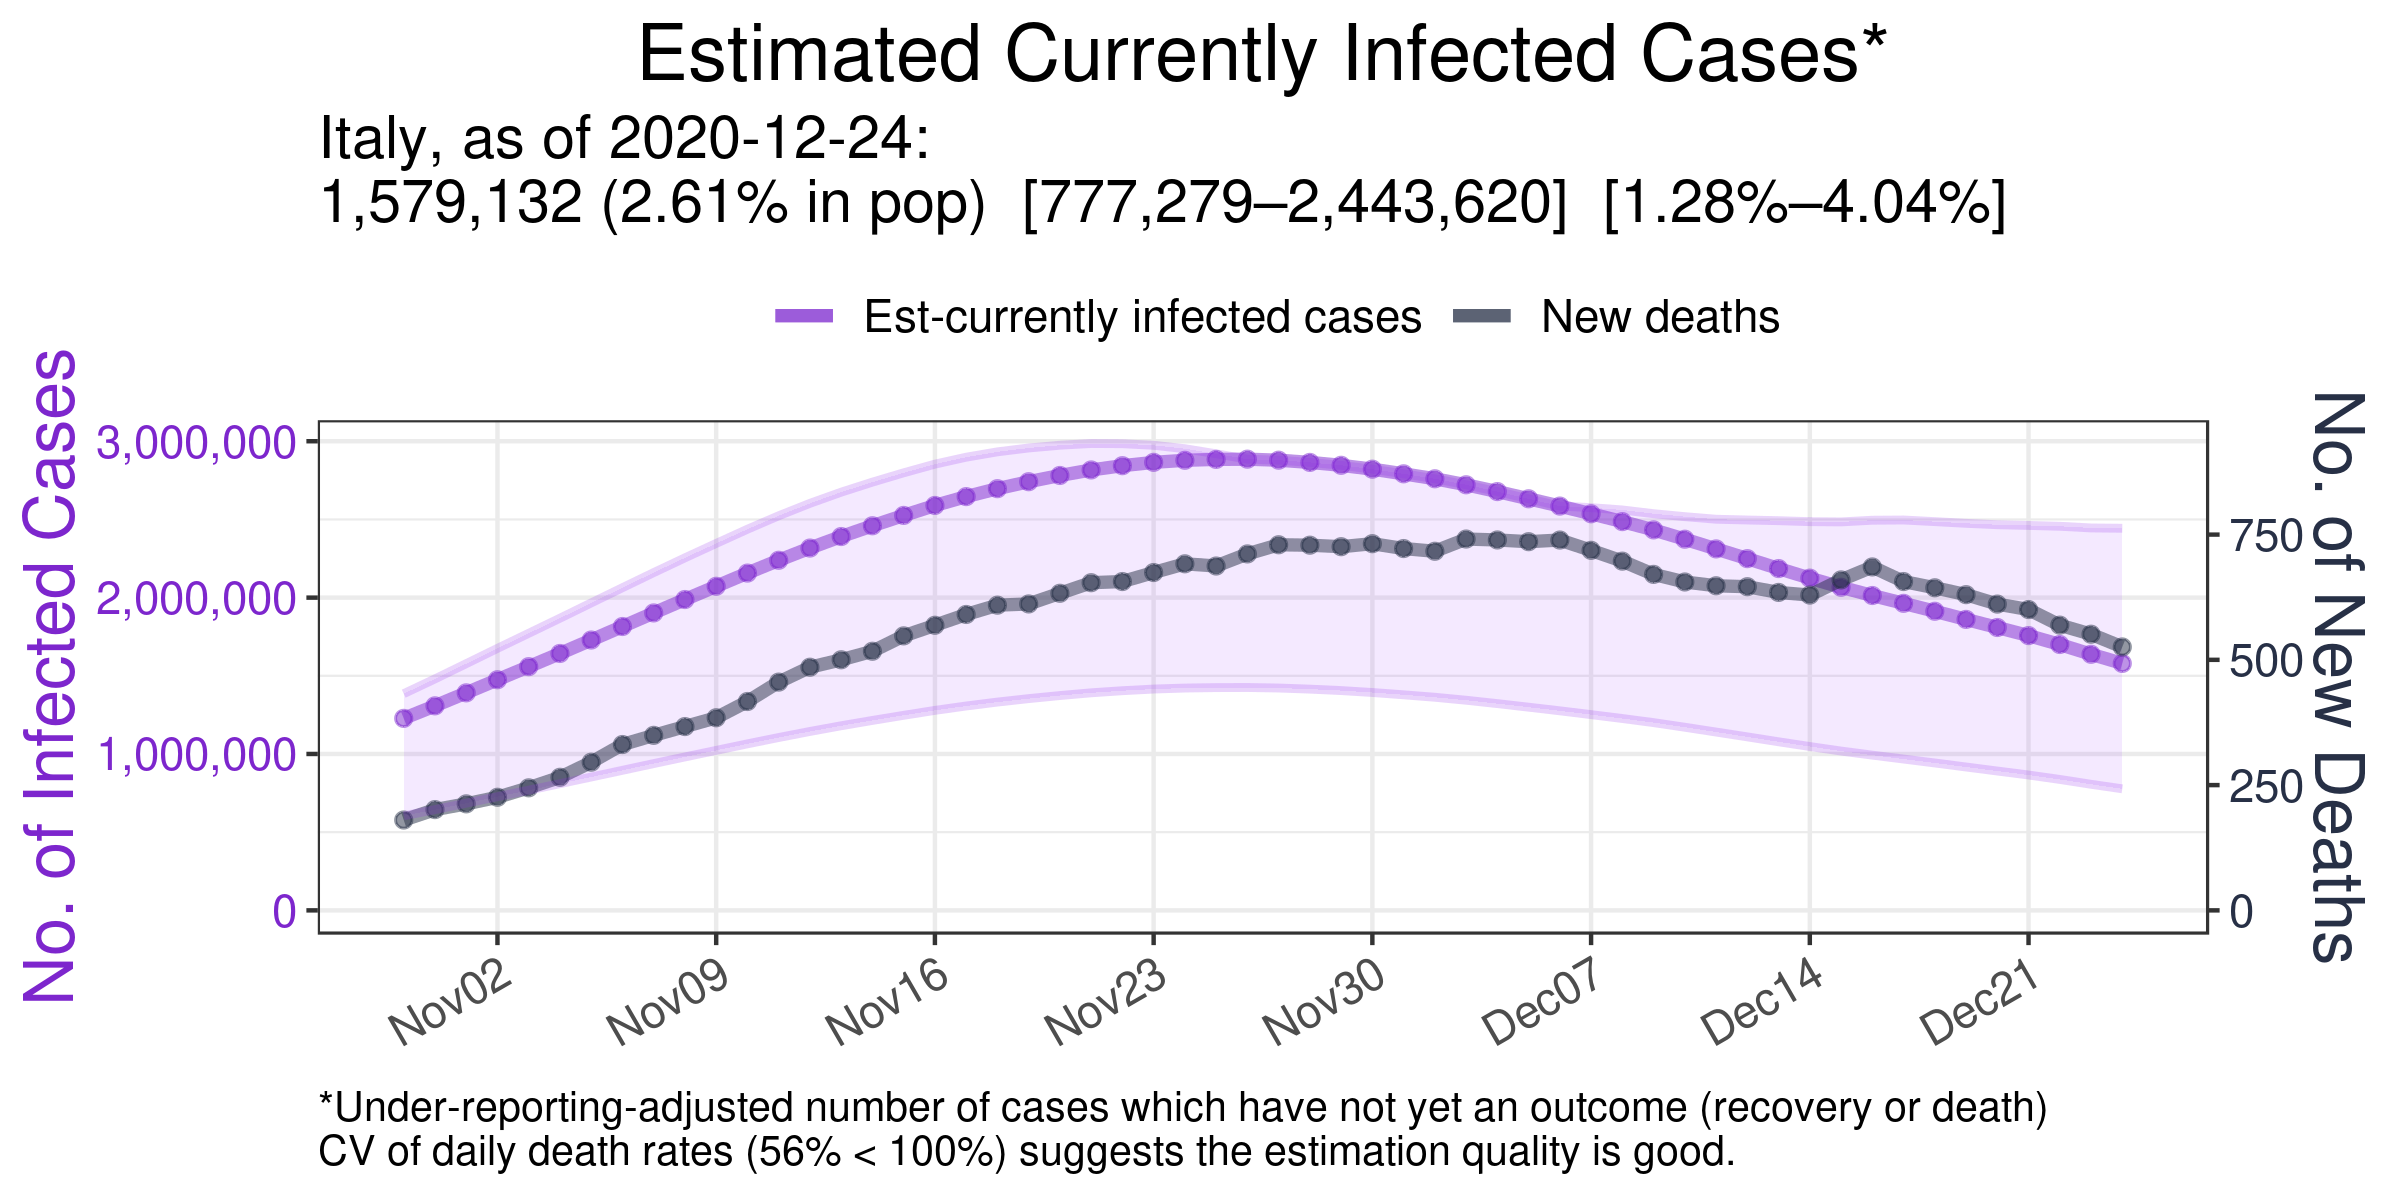 Estimated Currently Infected Cases*
Italy, as of 2020-12-24:
1,579,132 (2.61% in pop) [777,279–2,443,620] [1.28%–4.04%]
Est-currently infected cases
New deaths
No. of Infected Cases
3,000,000
2,000,000
1,000,000
0
750
500
250
0
No. of New Deaths
Nov02
Nov09
Nov16
Nov23
Nov30
Dec07
Dec14
Dec21
*Under-reporting-adjusted number of cases which have not yet an outcome (recovery or death)
CV of daily death rates (56% < 100%) suggests the estimation quality is good.